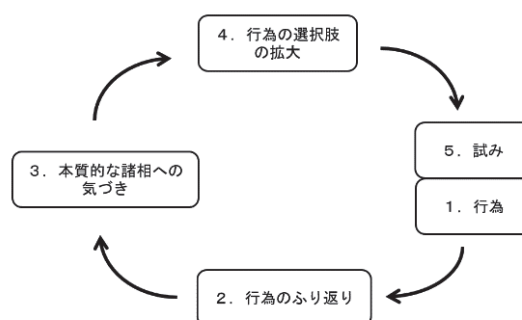 4．行為の選択肢
の拡大
5．試み
3．本質的な諸相への
気づき
1．行為
2．行為のふり返り